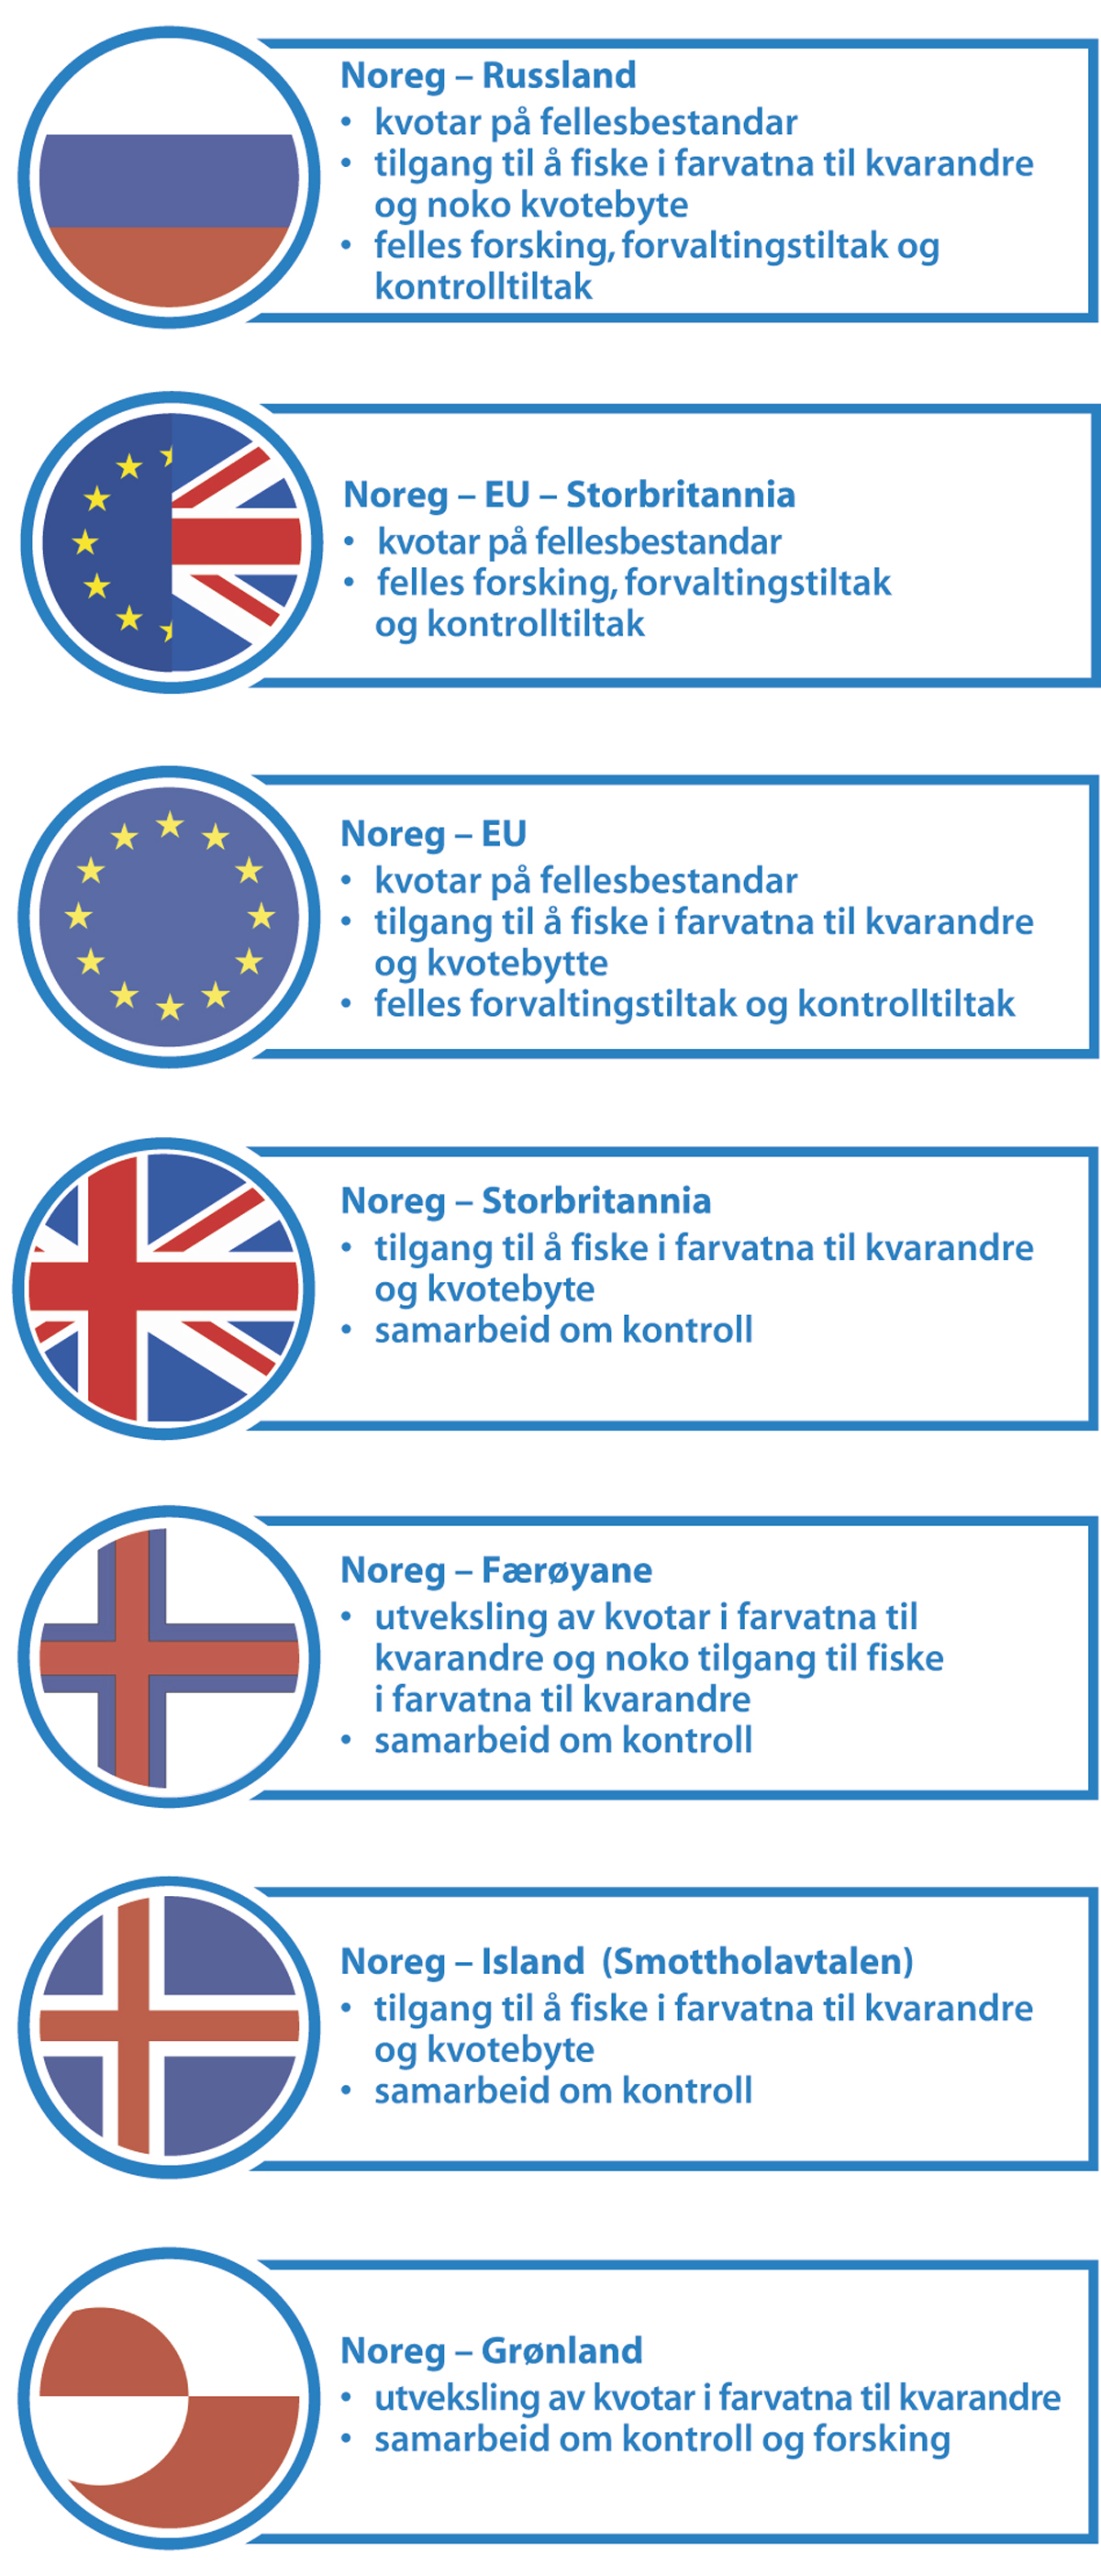 Noreg – Russland
• kvotar på fellesbestandar
• tilgang til å fiske i farvatna til kvarandre
og noko kvotebyte
• felles forsking, forvaltingstiltak og
kontrolltiltak
Noreg – EU – Storbritannia
• kvotar på fellesbestandar
• felles forsking, forvaltingstiltak
og kontrolltiltak
Noreg – EU
• kvotar på fellesbestandar
• tilgang til å fiske i farvatna til kvarandre
og kvotebytte
• felles forvaltingstiltak og kontrolltiltak
Noreg – Storbritannia
• tilgang til å fiske i farvatna til kvarandre
og kvotebyte
• samarbeid om kontroll
Noreg – Færøyane
• utveksling av kvotar i farvatna til
kvarandre og noko tilgang til fiske
i farvatna til kvarandre
• samarbeid om kontroll
Noreg – Island (Smottholavtalen)
• tilgang til å fiske i farvatna til kvarandre
og kvotebyte
• samarbeid om kontroll
Noreg – Grønland
• utveksling av kvotar i farvatna til kvarandre
• samarbeid om kontroll og forsking